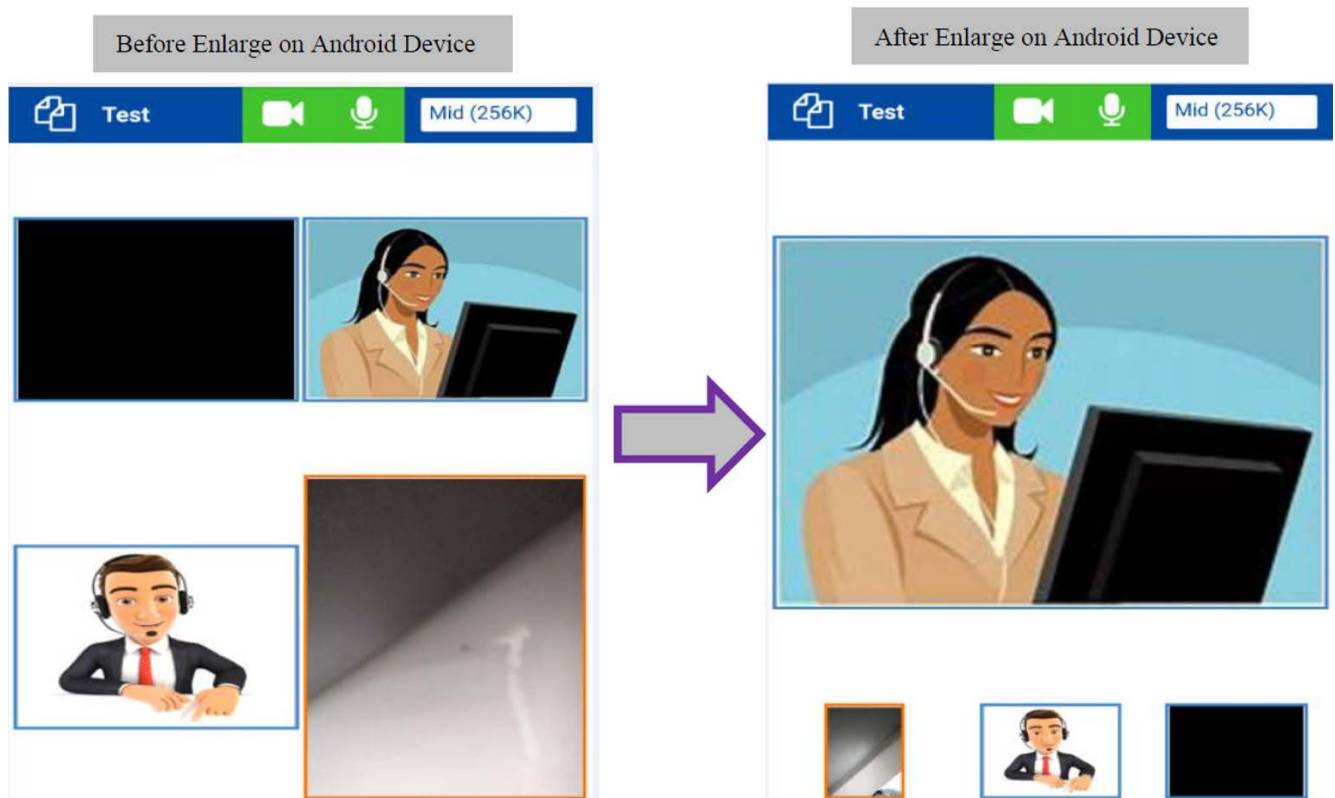 Before Enlarge on Android Device
After Enlarge on Android Device
Test
Mid (256K)
Test
Mid (256K)